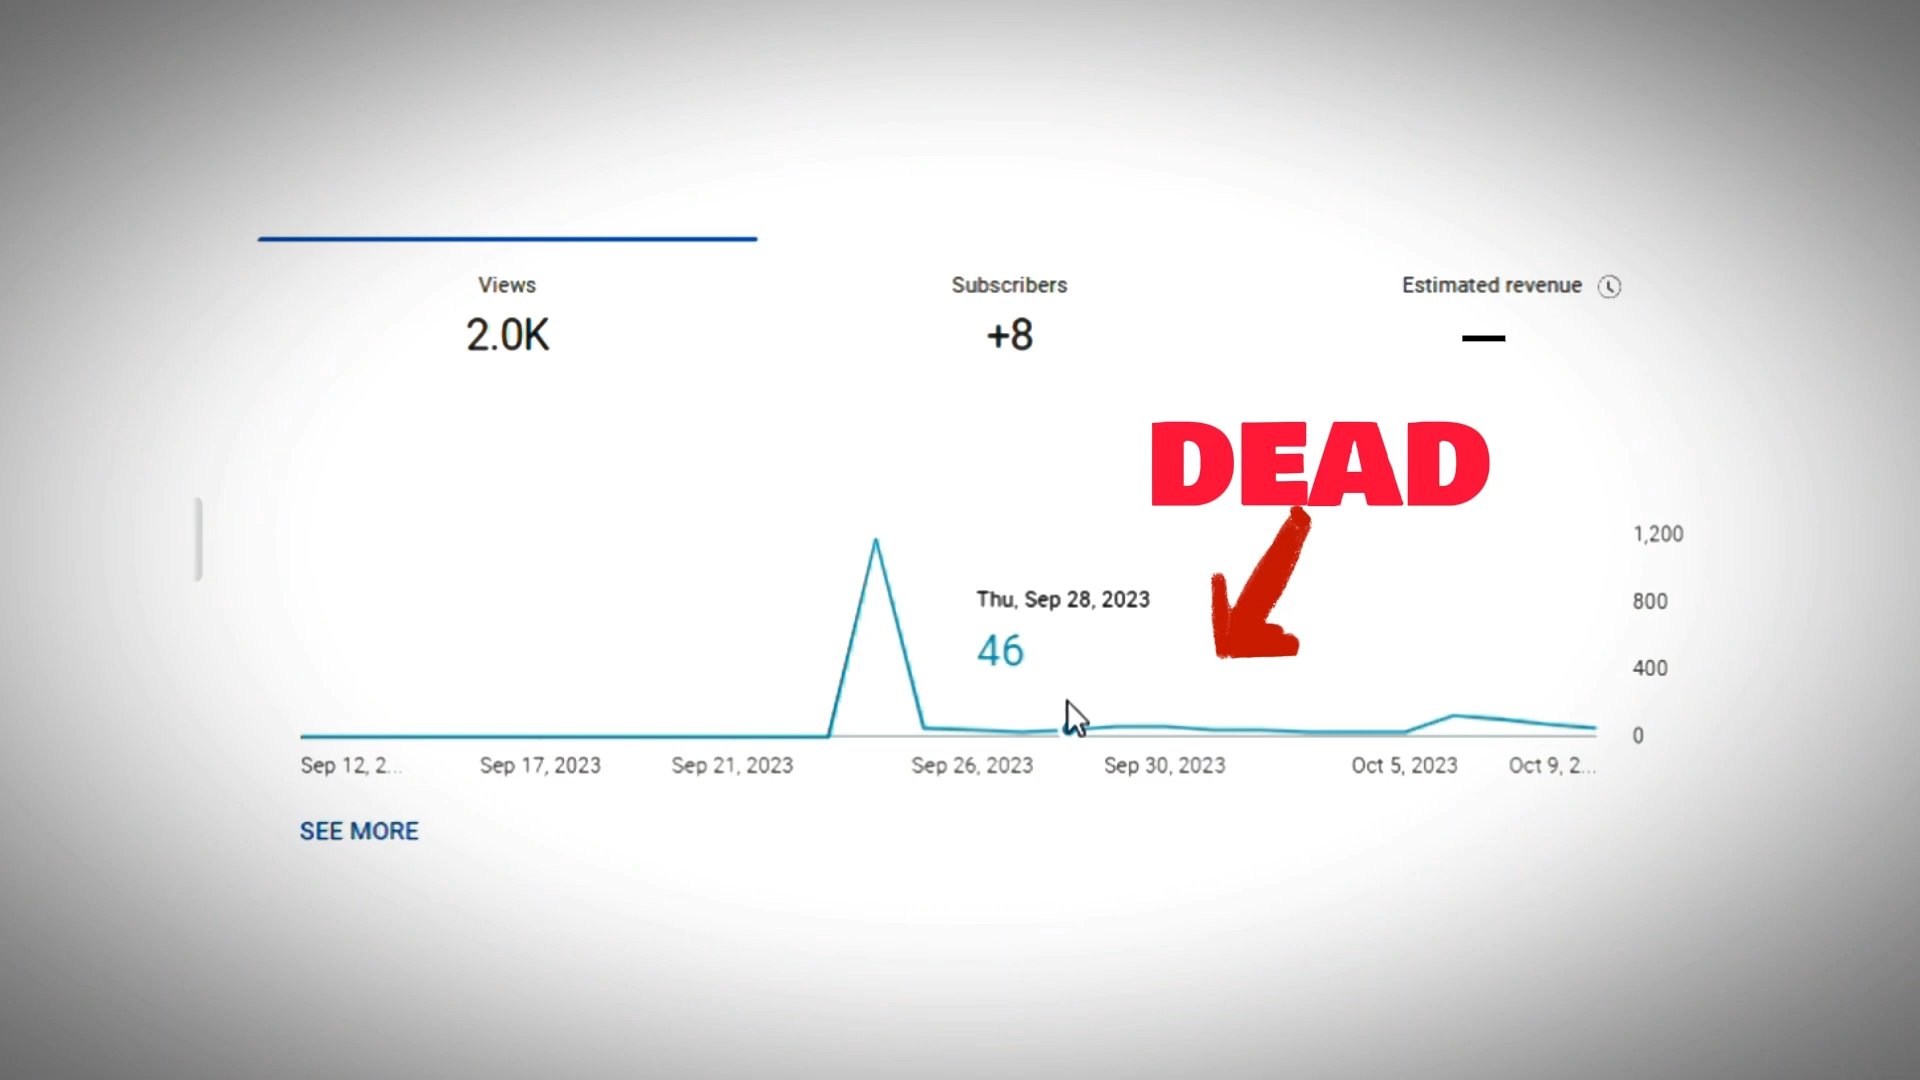 Views
2.0K
Subscribers
+8
Estimated revenue
—
DEAD
Thu, Sep 28, 2023
46
1,200
800
400
0
Sep 12, 2... Sep 17, 2023 Sep 21, 2023 Sep 26, 2023 Sep 30, 2023 Oct 5, 2023 Oct 9, 2...
SEE MORE